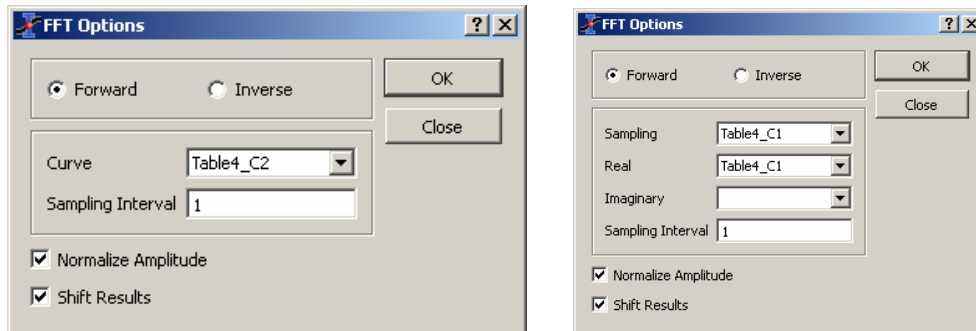 FFT Options
Forward Inverse
OK
Close
Curve Table4_C2
Sampling Interval 1
Normalize Amplitude
Shift Results
FFT Options
Forward Inverse
OK
Close
Sampling Table4_C1
Real Table4_C1
Imaginary
Sampling Interval 1
Normalize Amplitude
Shift Results